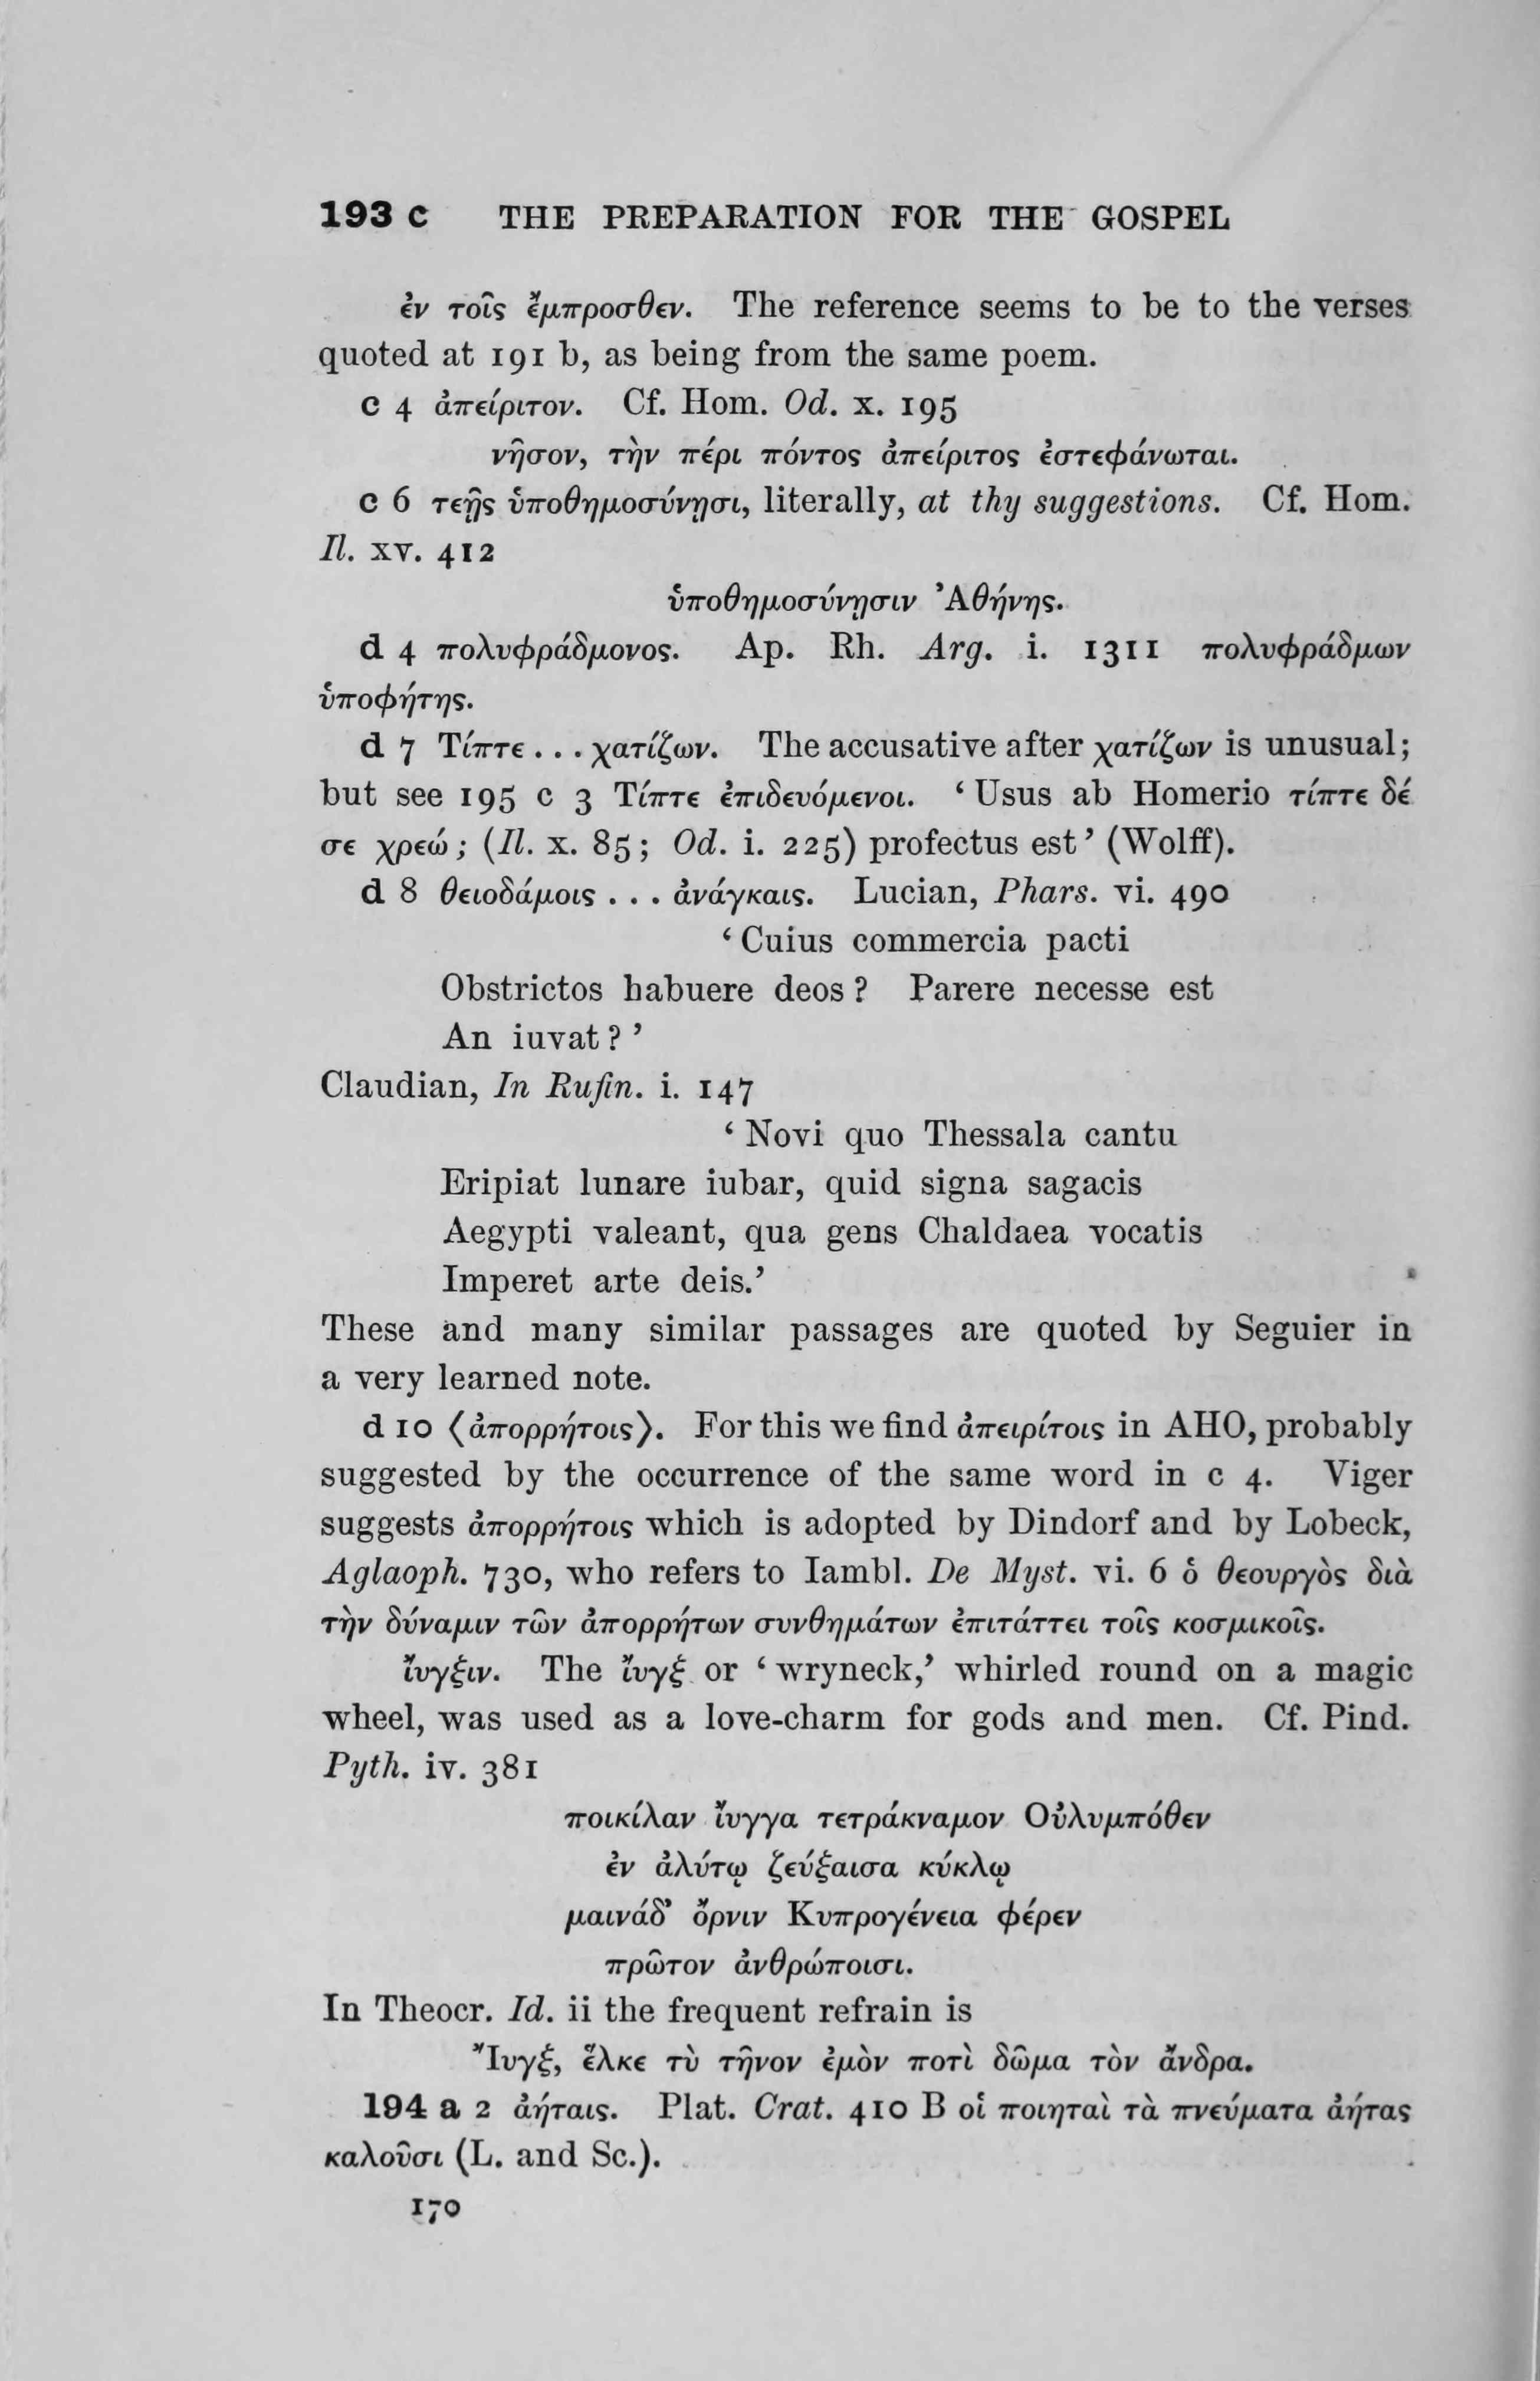 193 c THE PREPARATION FOR THE GOSPEL
ἐν τοῖς ἔμπροσθεν. The reference seems to be to the verses
quoted at 191 b, as being from the same poem.
c 4 ἀπείριτον. Cf. Hom. Od. x. 195
νῆσον, τὴν πέρι πόντος ἀπείριτος ἐστεφάνωται.
c 6 τεῇς ὑποθημοσύνῃσι, literally, at thy suggestions. Cf. Hom.
Il. xv. 412
ὑποθημοσύνῃσιν Ἀθήνης.
d 4 πολυφράδμονος. Ap. Rh. Arg. i. 1311 πολυφράδμων
ὑποφήτης.
d 7 Τίπτε . . . χατίζων. The accusative after χατίζων is unusual;
but see 195 c 3 Τίπτε ἐπιδευόμενοι. ‘Usus ab Homerio τίπτε δέ
σε χρεώ; (Il. x. 85; Od. i. 225) profectus est’ (Wolff).
d 8 θειοδάμοις . . . ἀνάγκαις. Lucian, Phars. vi. 490
‘Cuius commercia pacti
Obstrictos habuere deos? Parere necesse est
An iuvat?’
Claudian, In Rufin. i. 147
‘Novi quo Thessala cantu
Eripiat lunare iubar, quid signa sagacis
Aegypti valeant, qua gens Chaldaea vocatis
Imperet arte deis.’
These and many similar passages are quoted by Seguier in
a very learned note.
d 10 ⟨ἀπορρήτοις⟩. For this we find ἀπειρίτοις in AHO, probably
suggested by the occurrence of the same word in c 4. Viger
suggests ἀπορρήτοις which is adopted by Dindorf and by Lobeck,
Aglaoph. 730, who refers to Iambl. De Myst. vi. 6 ὁ θεουργὸς διὰ
τὴν δύναμιν τῶν ἀπορρήτων συνθημάτων ἐπιτάττει τοῖς κοσμικοῖς.
ἴυγξιν. The ἴυγξ or ‘wryneck,’ whirled round on a magic
wheel, was used as a love-charm for gods and men. Cf. Pind.
Pyth. iv. 381
ποικίλαν ἴυγγα τετράκναμον Οὐλυμπόθεν
ἐν ἀλύτῳ ζεύξαισα κύκλῳ
μαινάδ’ ὄρνιν Κυπρογένεια φέρεν
πρῶτον ἀνθρώποισι.
In Theocr. Id. ii the frequent refrain is
Ἴυγξ, ἕλκε τὺ τῆνον ἐμὸν ποτὶ δῶμα τὸν ἄνδρα.
194 a 2 ἀήταις. Plat. Crat. 410 B οἱ ποιηταὶ τὰ πνεύματα ἀήτας
καλοῦσι (L. and Sc.).
170